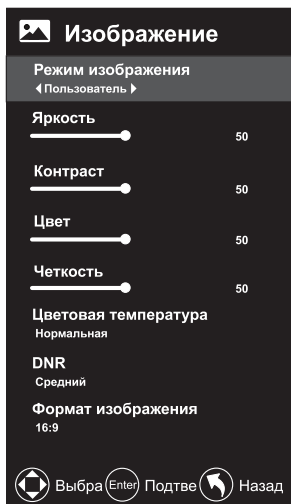 Изображение
Режим изображения
Пользователь
Яркость
50
Контраст
50
Цвет
50
Четкость
50
Цветовая температура
Нормальная
DNR
Средний
Формат изображения
16:9
Выбра Enter Подтве Назад